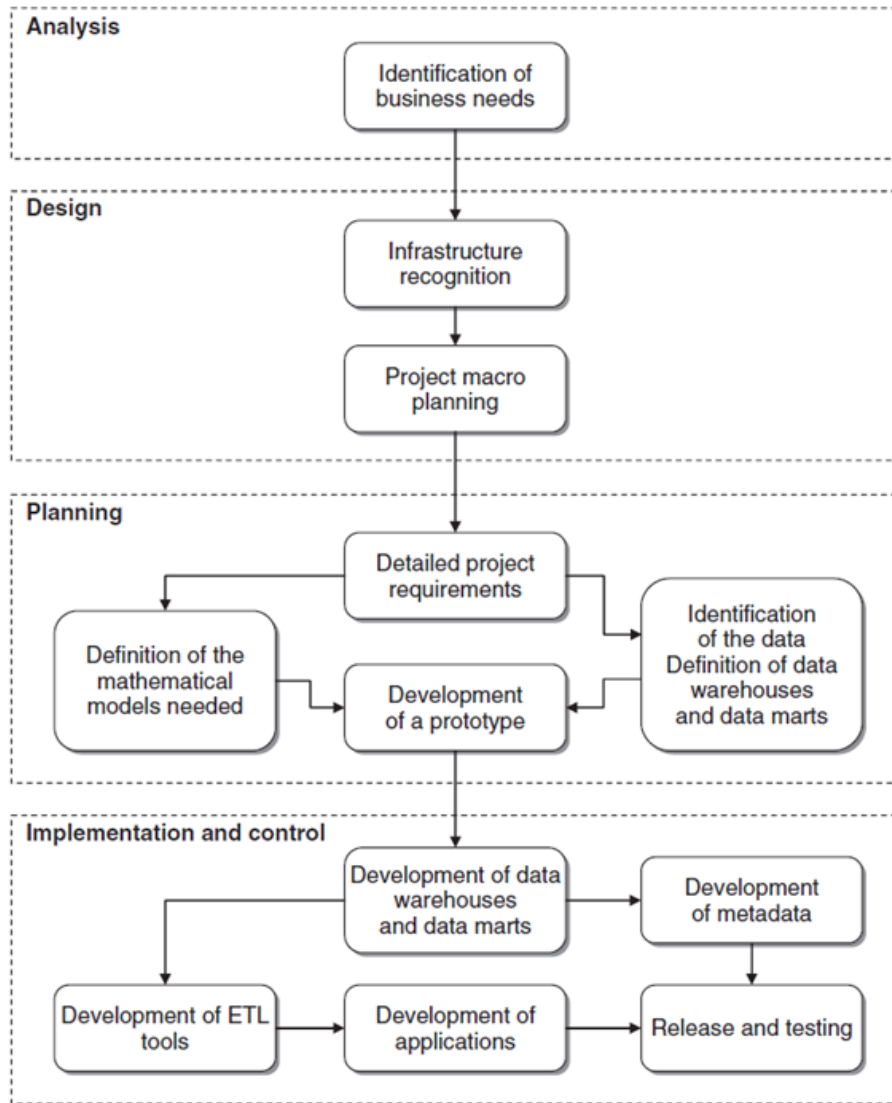 Analysis
Identification of
business needs
Design
Infrastructure
recognition
Project macro
planning
Planning
Detailed project
requirements
Definition of the
mathematical
models needed
Development
of a prototype
Identification
of the data
Definition of data
warehouses
and data marts
Implementation and control
Development of data
warehouses
and data marts
Development
of metadata
Development of ETL
tools
Development of
applications
Release and testing